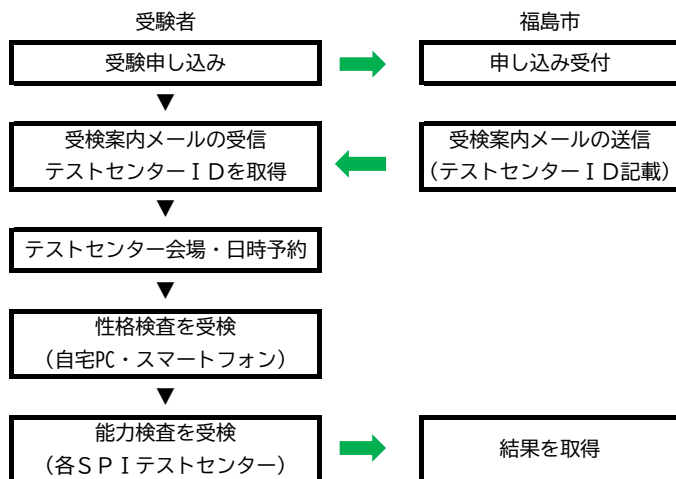 受験者
福島市
受験申し込み
申し込み受付
▼
受検案内メールの受信
テストセンターＩＤを取得
受検案内メールの送信
（テストセンターＩＤ記載）
▼
テストセンター会場・日時予約
▼
性格検査を受検
（自宅PC・スマートフォン）
▼
能力検査を受検
（各ＳＰＩテストセンター）
結果を取得